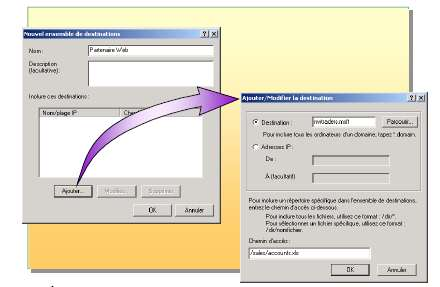 Nouvel ensemble de destinations
Nom :
Partenaire Web
Description
(facultative) :
Inclure ces destinations :
Nom/plage IP
Ajouter...
Modifier...
Supprimer
OK
Annuler
Ajouter/Modifier la destination
Destination :
nwtraders.msft
Parcourir...
Pour inclure tous les ordinateurs d'un domaine, tapez *.domain.
Adresses IP :
De :
À (facultatif) :
Pour inclure un répertoire spécifique dans l'ensemble de destinations,
entrez le chemin d'accès ci-dessous.
Pour inclure tous les fichiers, utilisez ce format : /dir/*.
Pour sélectionner un fichier spécifique, utilisez ce format :
/dir/nomfichier.
Chemin d'accès :
/sales/accounts.xls
OK
Annuler